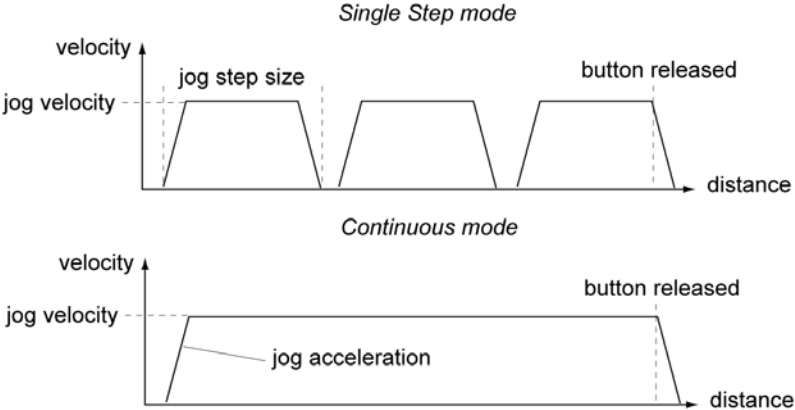 Single Step mode
velocity
jog step size
button released
jog velocity
distance
Continuous mode
velocity
button released
jog velocity
jog acceleration
distance